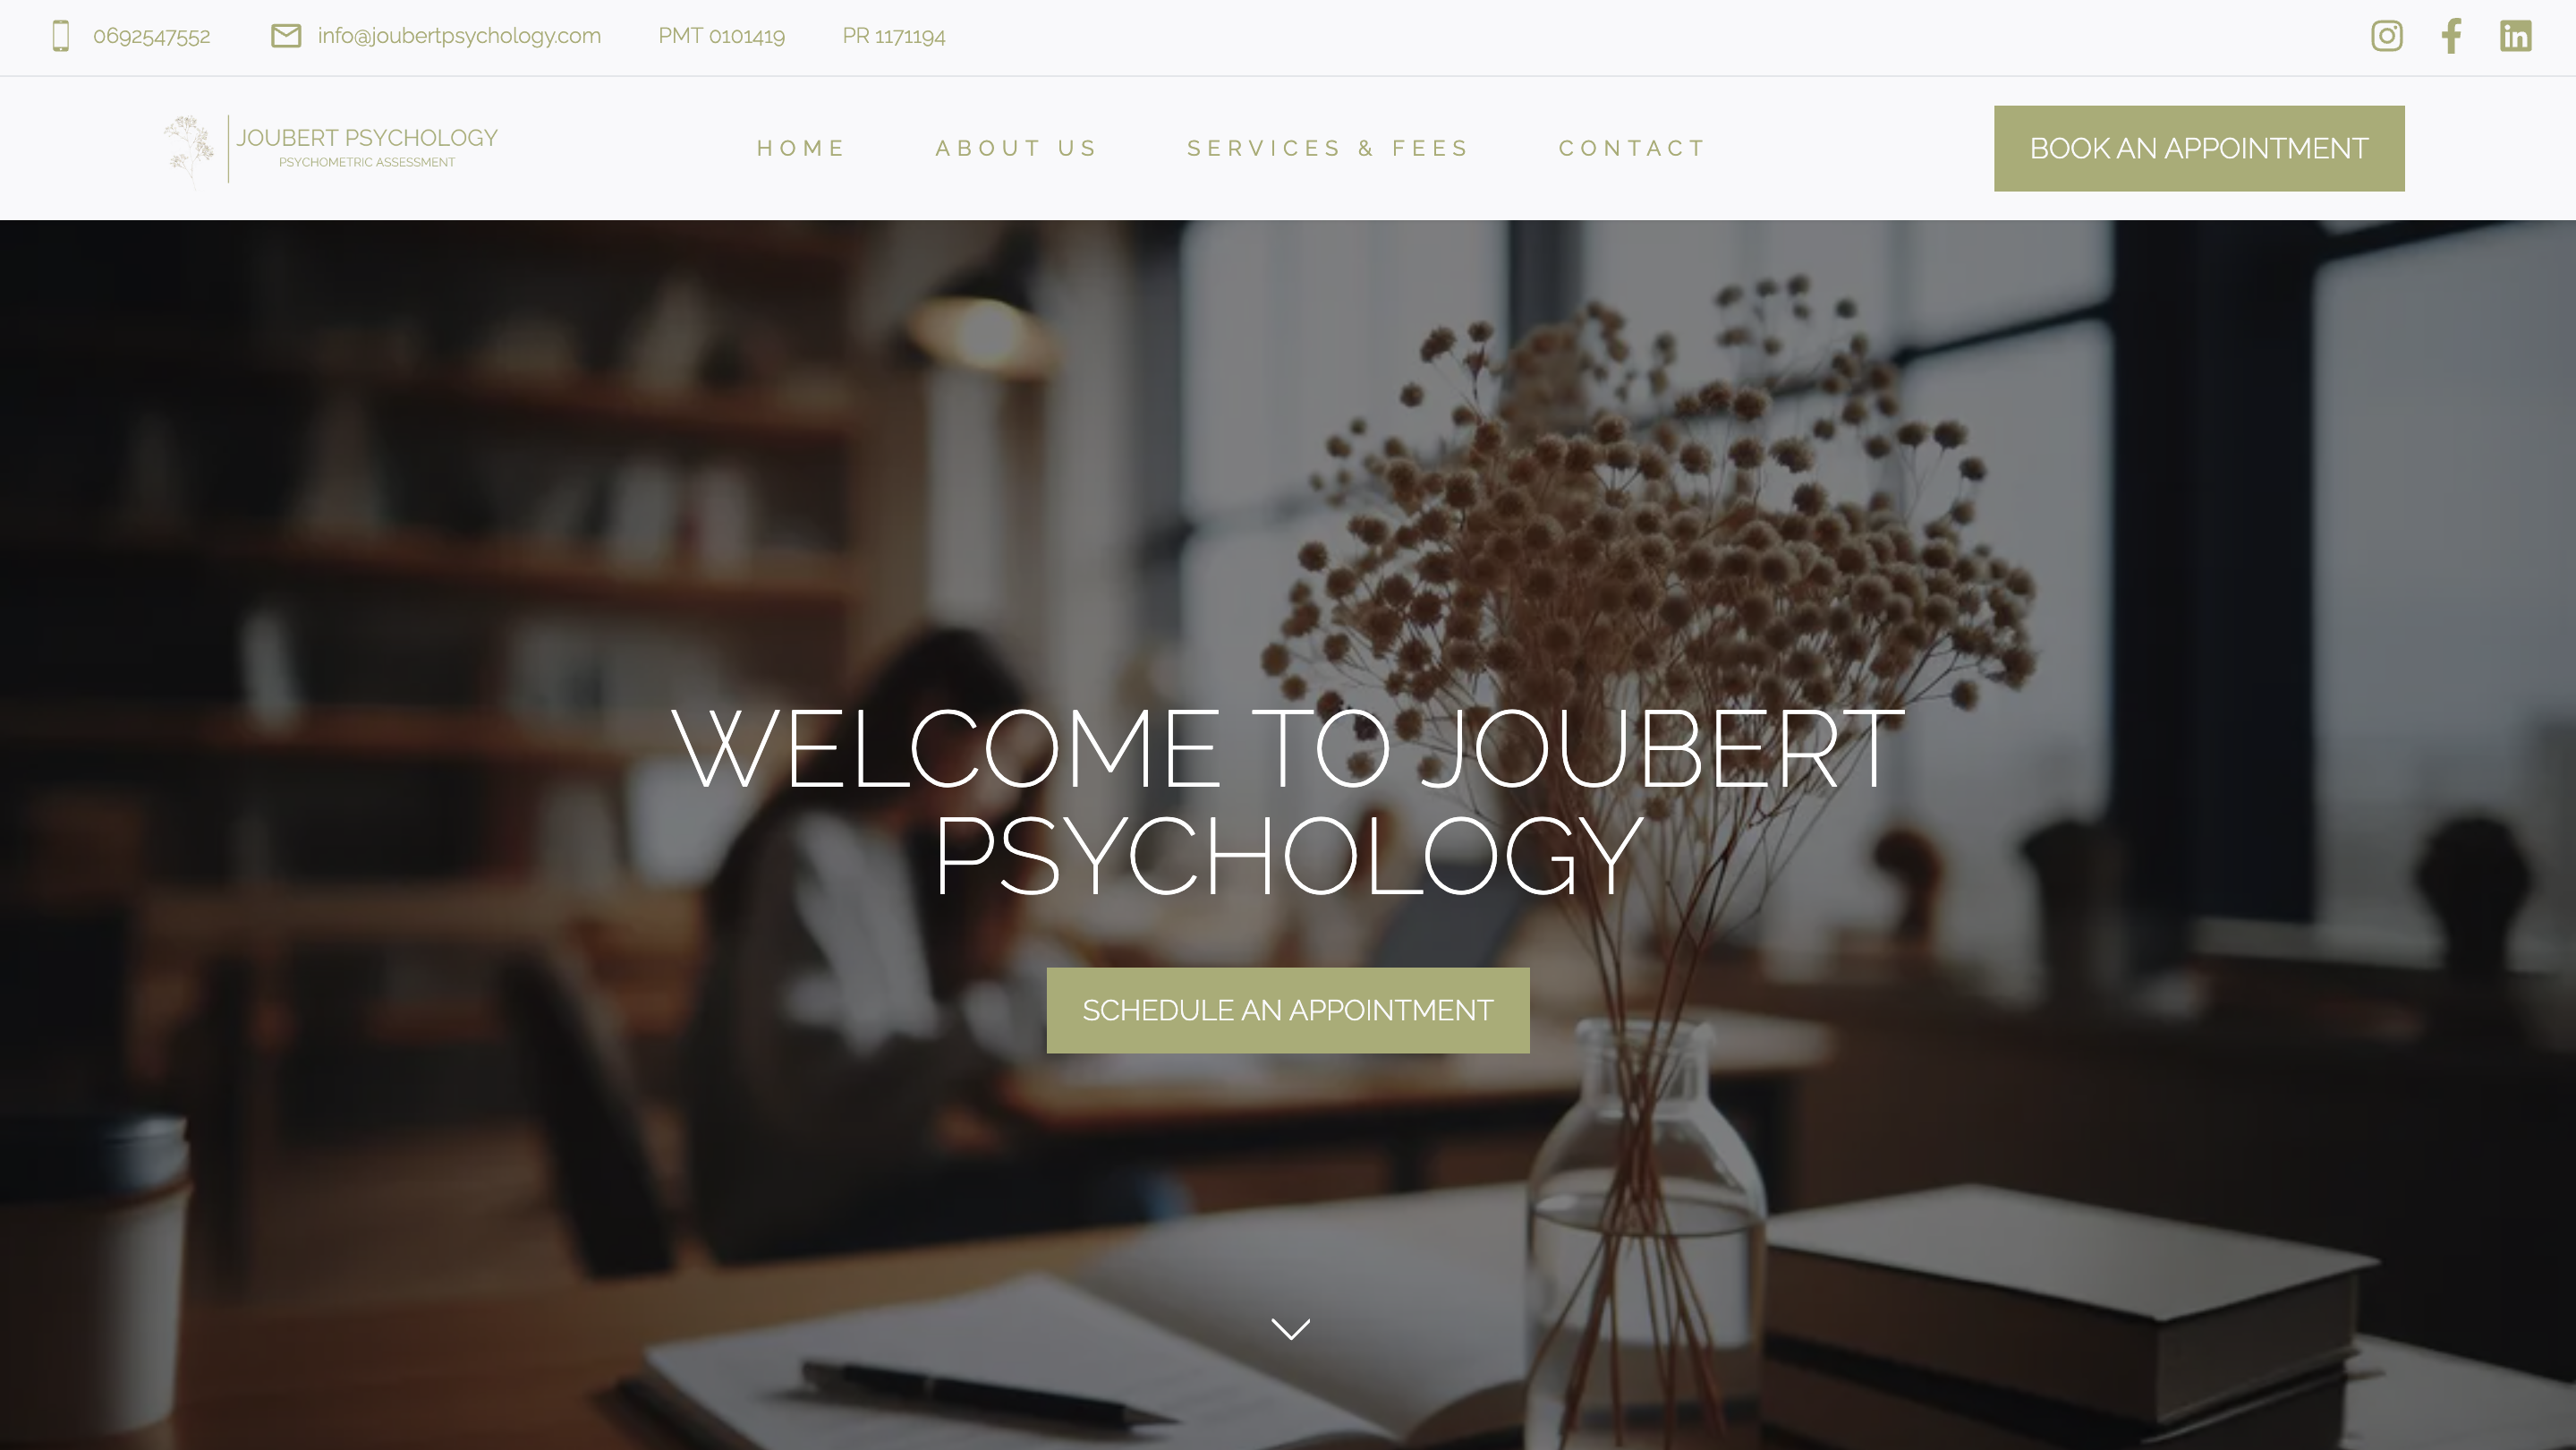 0692547552
info@joubertpsychology.com
PMT 0101419
PR 1171194
JOUBERT PSYCHOLOGY
PSYCHOMETRIC ASSESSMENT
HOME
ABOUT US
SERVICES & FEES
CONTACT
BOOK AN APPOINTMENT
WELCOME TO JOUBERT
PSYCHOLOGY
SCHEDULE AN APPOINTMENT